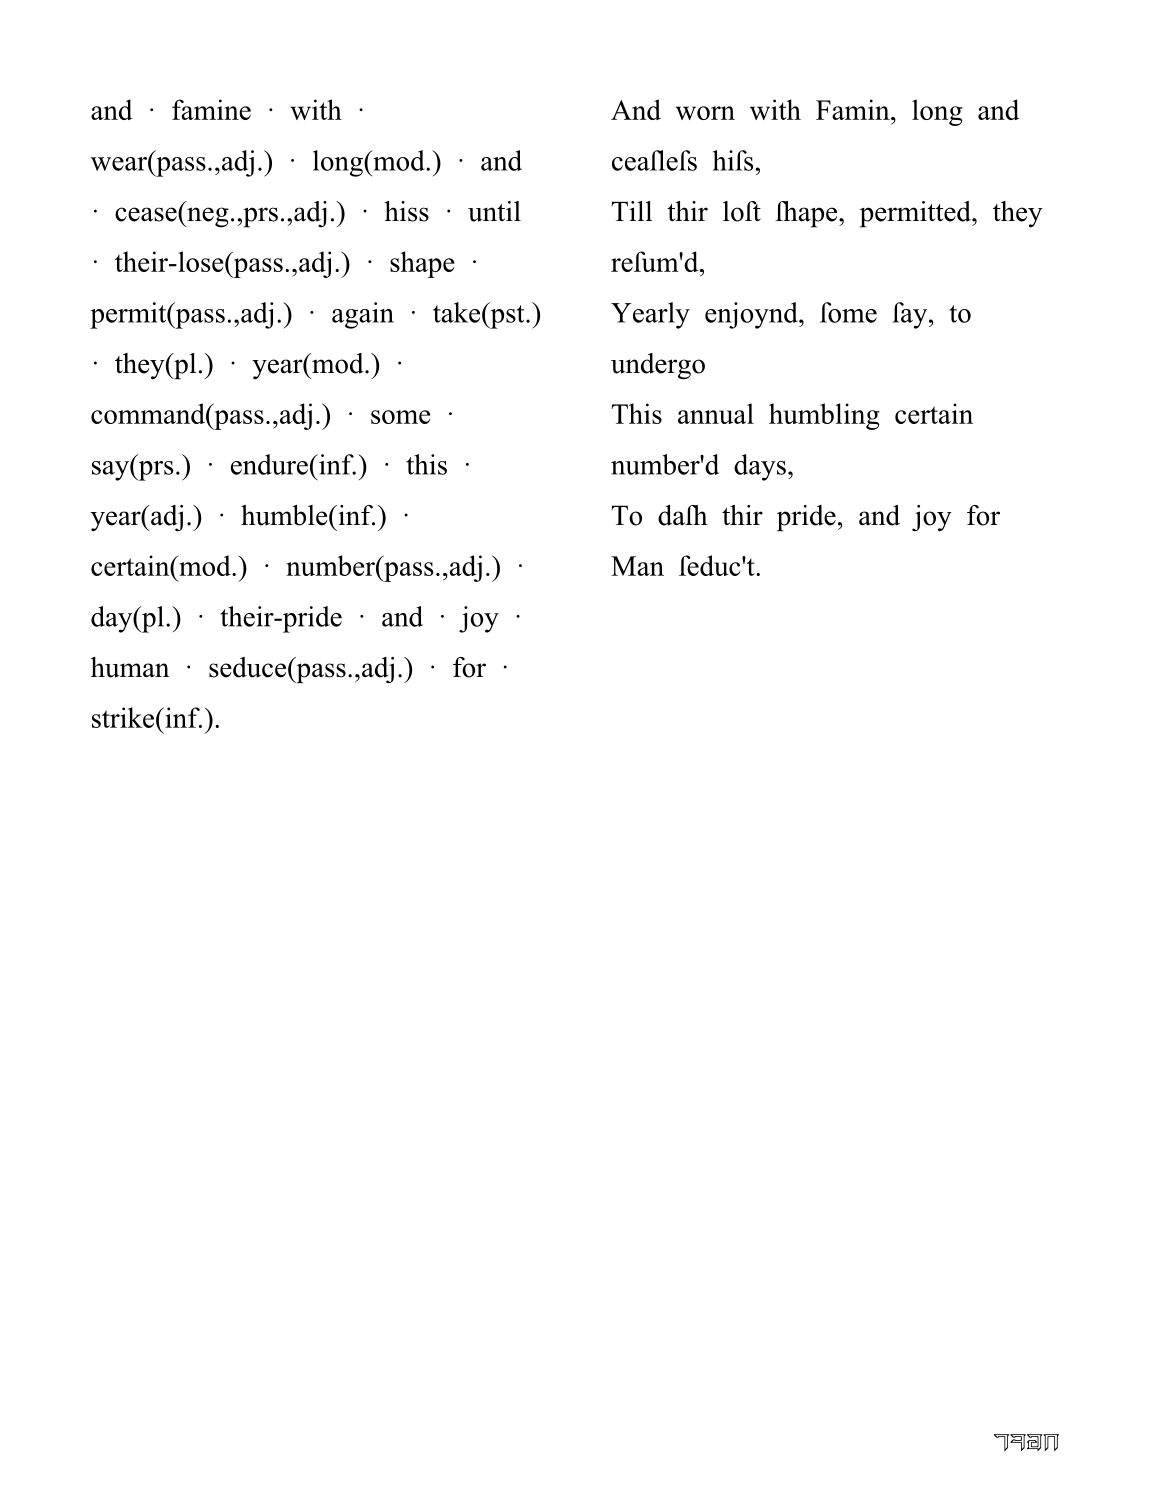 and · famine · with ·
wear(pass.,adj.) · long(mod.) · and
· cease(neg.,prs.,adj.) · hiss · until
· their-lose(pass.,adj.) · shape ·
permit(pass.,adj.) · again · take(pst.)
· they(pl.) · year(mod.) ·
command(pass.,adj.) · some ·
say(prs.) · endure(inf.) · this ·
year(adj.) · humble(inf.) ·
certain(mod.) · number(pass.,adj.) ·
day(pl.) · their-pride · and · joy ·
human · seduce(pass.,adj.) · for ·
strike(inf.).
And worn with Famin, long and
ceaſleſs hiſs,
Till thir loſt ſhape, permitted, they
reſum'd,
Yearly enjoynd, ſome ſay, to
undergo
This annual humbling certain
number'd days,
To daſh thir pride, and joy for
Man ſeduc't.